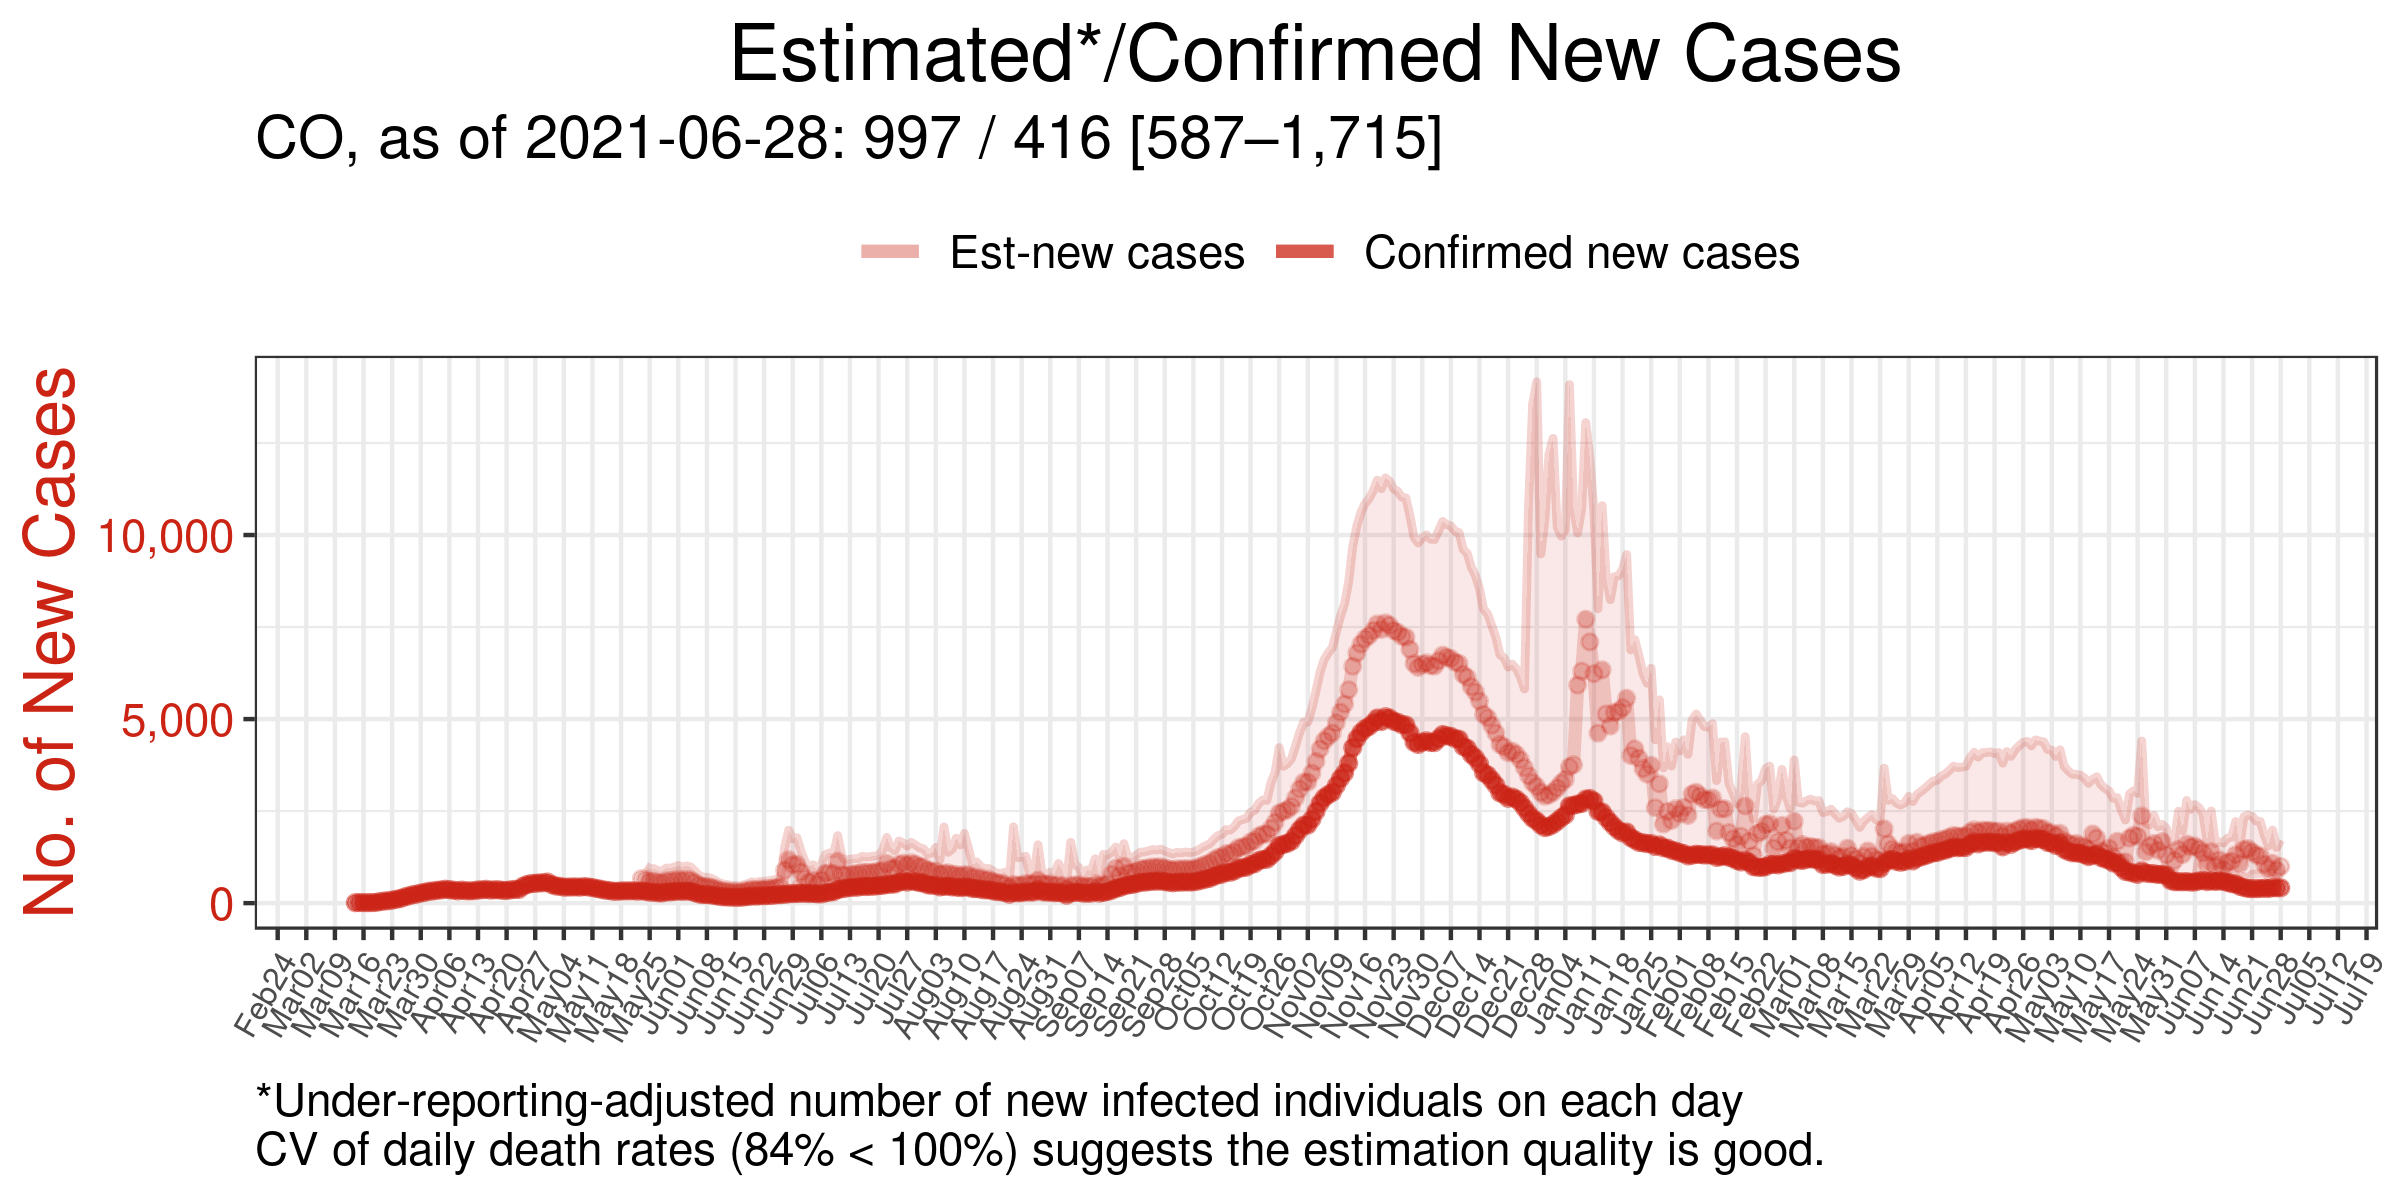 Estimated*/Confirmed New Cases
CO, as of 2021-06-28: 997 / 416 [587–1,715]
Est-new cases Confirmed new cases
No. of New Cases
10,000
5,000
0
Feb24 Mar02 Mar09 Mar16 Mar23 Mar30 Apr06 Apr13 Apr20 Apr27 May04 May11 May18 May25 Jun01 Jun08 Jun15 Jun22 Jun29 Jul06 Jul13 Jul20 Jul27 Aug03 Aug10 Aug17 Aug24 Aug31 Sep07 Sep14 Sep21 Sep28 Oct05 Oct12 Oct19 Oct26 Nov02 Nov09 Nov16 Nov23 Nov30 Dec07 Dec14 Dec21 Dec28 Jan04 Jan11 Jan18 Jan25 Feb01 Feb08 Feb15 Feb22 Mar01 Mar08 Mar15 Mar22 Mar29 Apr05 Apr12 Apr19 Apr26 May03 May10 May17 May24 May31 Jun07 Jun14 Jun21 Jun28 Jul05 Jul12 Jul19
*Under-reporting-adjusted number of new infected individuals on each day
CV of daily death rates (84% < 100%) suggests the estimation quality is good.